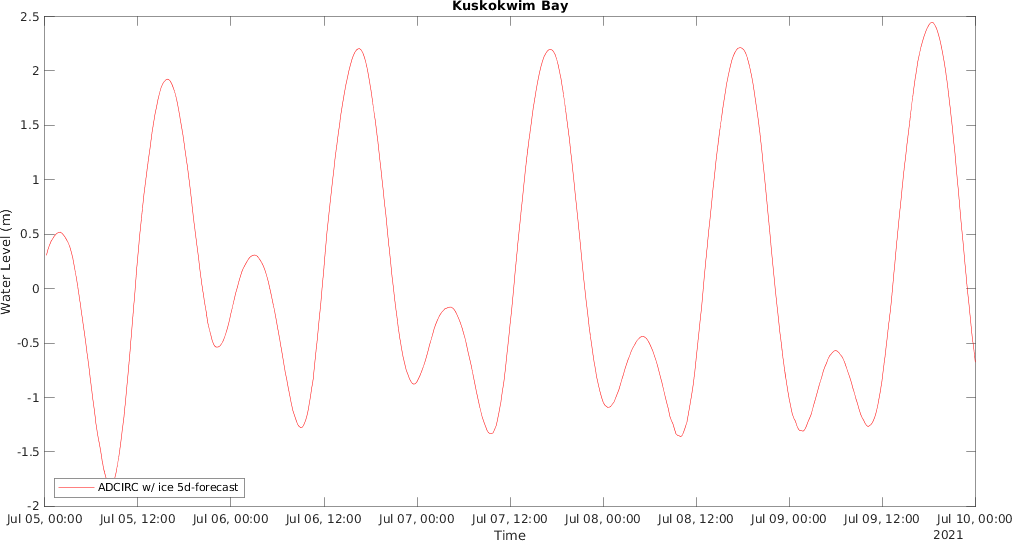 Kuskokwim Bay
2.5
2
1.5
1
0.5
0
-0.5
-1
-1.5
-2
Water Level (m)
ADCIRC w/ ice 5d-forecast
Jul 05, 00:00 Jul 05, 12:00 Jul 06, 00:00 Jul 06, 12:00 Jul 07, 00:00 Jul 07, 12:00 Jul 08, 00:00 Jul 08, 12:00 Jul 09, 00:00 Jul 09, 12:00 Jul 10, 00:00
Time
2021